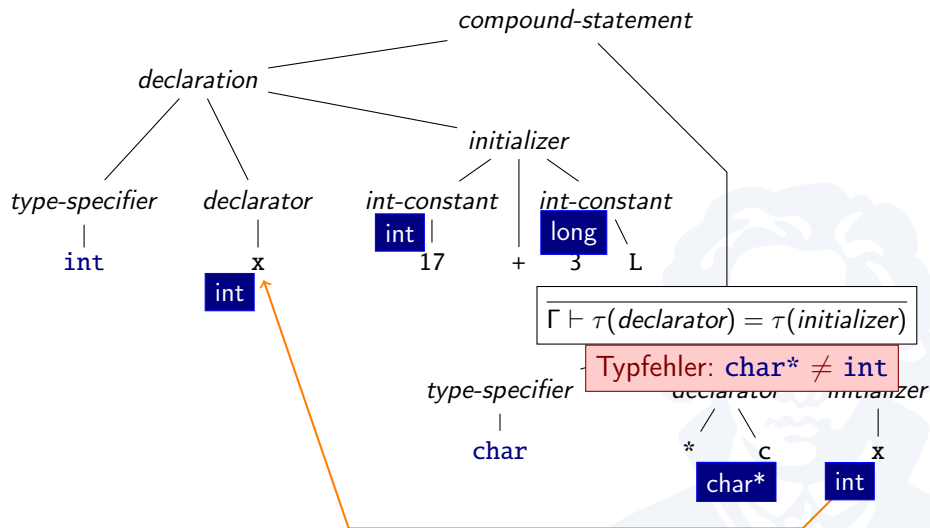 compound-statement
declaration
initializer
type-specifier declarator int-constant int-constant
int long
int x 17 + 3 L
int
Γ ⊢ τ(declarator) = τ(initializer)
Typfehler: char* ≠ int
type-specifier declarator initializer
char * c x
char* int